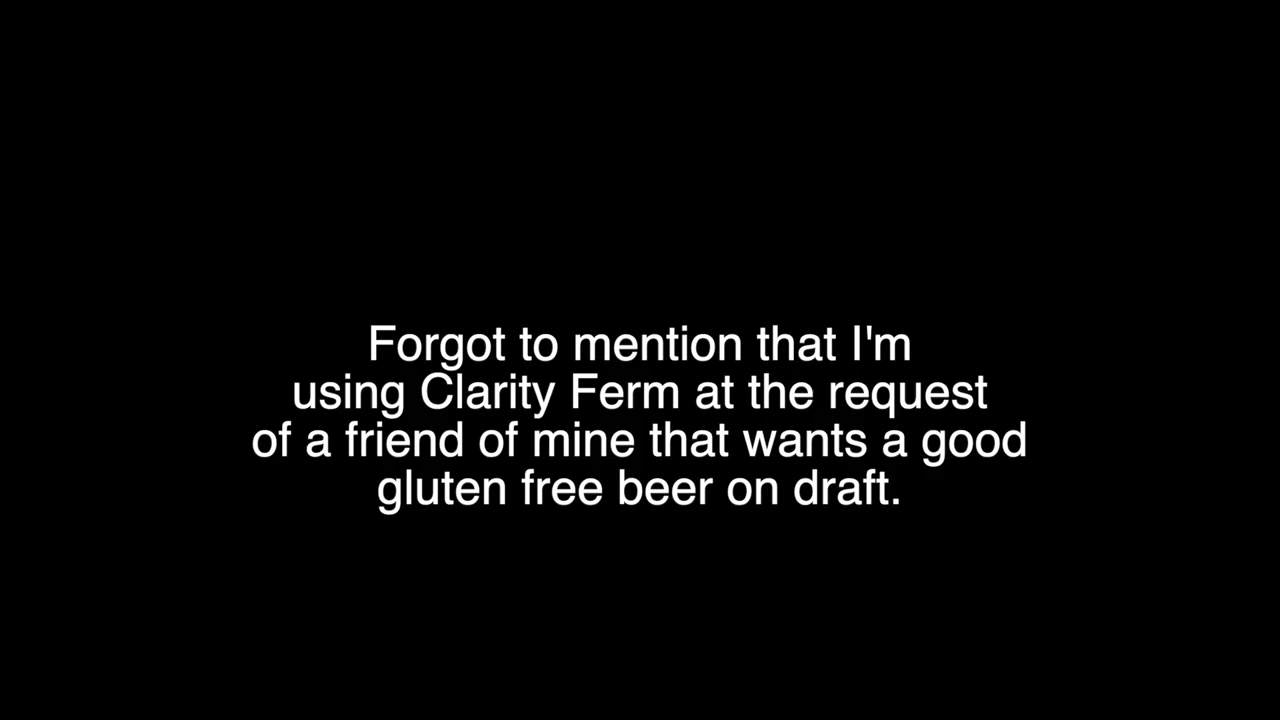 Forgot to mention that I'm
using Clarity Ferm at the request
of a friend of mine that wants a good
gluten free beer on draft.